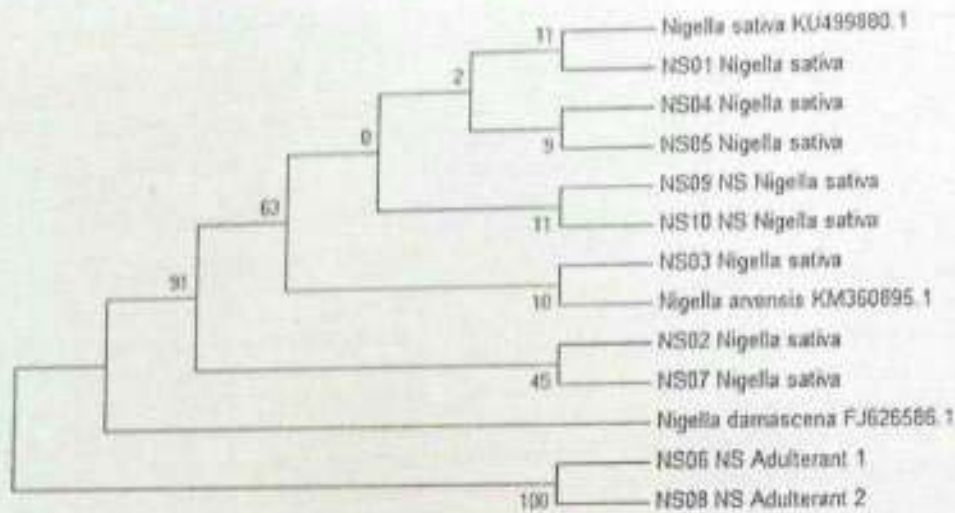 Nigella sativa KU499880.1
11
NS01 Nigella sativa
2
NS04 Nigella sativa
9
NS05 Nigella sativa
0
NS09 NS Nigella sativa
11
NS10 NS Nigella sativa
63
NS03 Nigella sativa
10
Nigella arvensis KM360895.1
91
NS02 Nigella sativa
45
NS07 Nigella sativa
Nigella damascena FJ626586.1
NS06 NS Adulterant 1
100
NS08 NS Adulterant 2